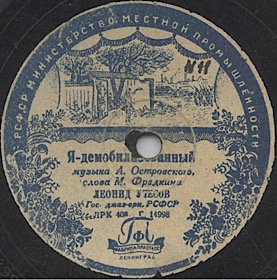 РСФСР МИНИСТЕРСТВО МЕСТНОЙ ПРОМЫШЛЕННОСТИ
N11
Я-демобилизованный
музыка А. Островского,
слова М. Фрадкина
ЛЕОНИД УТЕСОВ
Гос. джаз-орк. РСФСР
ЛРК 408 Г 14998
ЛЕНИНГРАД